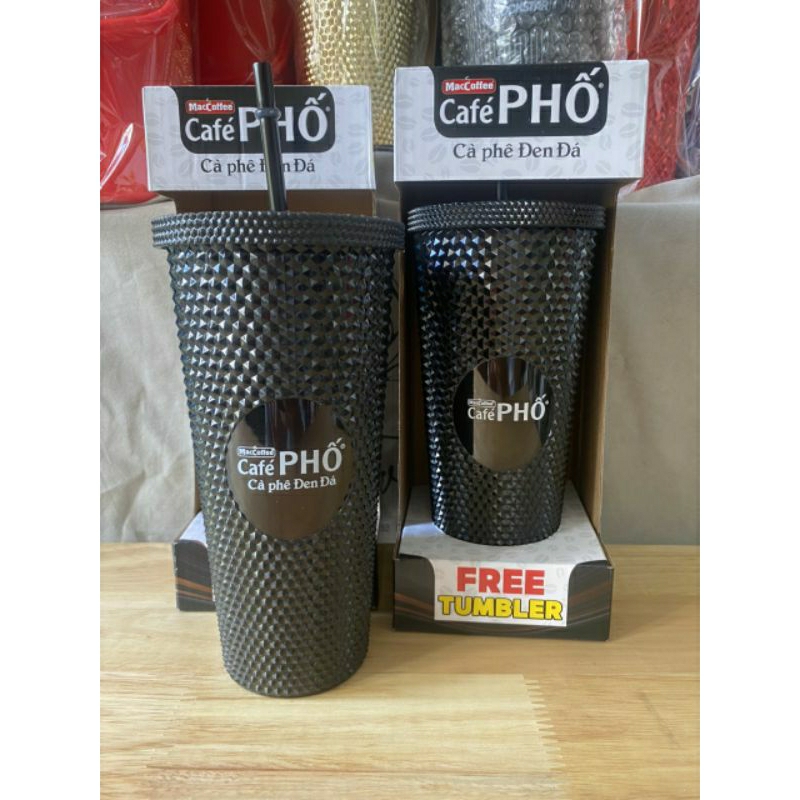 MacCoffee
Café PHỐ®
Cà phê Đen Đá
MacCoffee
Café PHỐ®
Cà phê Đen Đá
MacCoffee
Café PHỐ®
Cà phê Đen Đá
MacCoffee
Café PHỐ®
FREE
TUMBLER